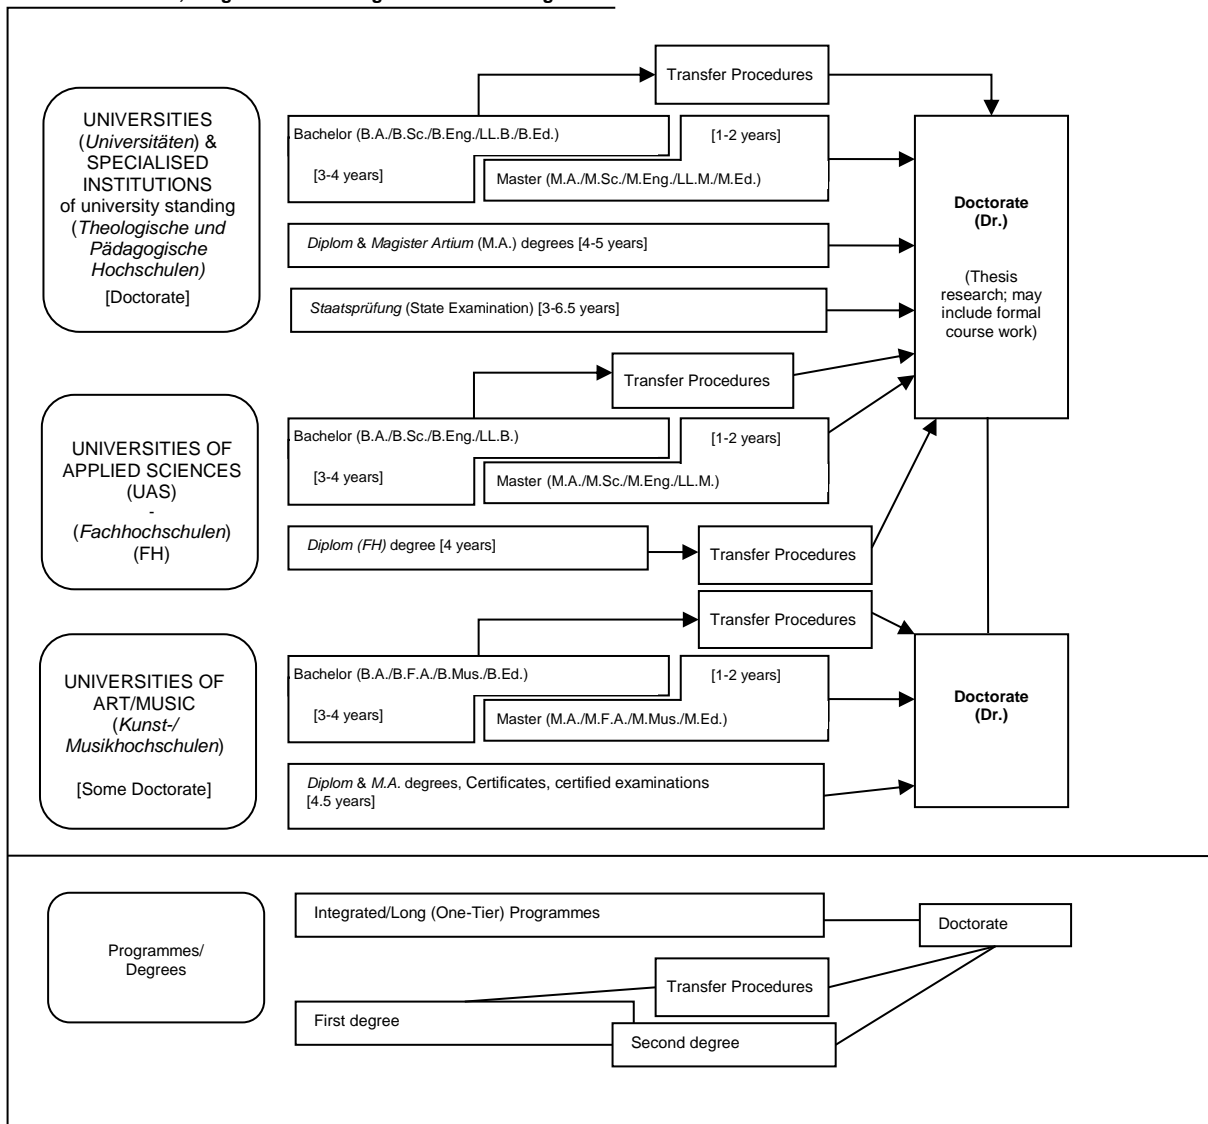 Transfer Procedures
UNIVERSITIES
(Universitäten) &
SPECIALISED
INSTITUTIONS
of university standing
(Theologische und
Pädagogische
Hochschulen)
[Doctorate]
Bachelor (B.A./B.Sc./B.Eng./LL.B./B.Ed.)
[1-2 years]
[3-4 years]
Master (M.A./M.Sc./M.Eng./LL.M./M.Ed.)
Diplom & Magister Artium (M.A.) degrees [4-5 years]
Staatsprüfung (State Examination) [3-6.5 years]
Doctorate
(Dr.)
(Thesis
research; may
include formal
course work)
Transfer Procedures
UNIVERSITIES OF
APPLIED SCIENCES
(UAS)
-
(Fachhochschulen)
(FH)
Bachelor (B.A./B.Sc./B.Eng./LL.B.)
[1-2 years]
[3-4 years]
Master (M.A./M.Sc./M.Eng./LL.M.)
Diplom (FH) degree [4 years]
Transfer Procedures
Transfer Procedures
UNIVERSITIES OF
ART/MUSIC
(Kunst-/
Musikhochschulen)
[Some Doctorate]
Bachelor (B.A./B.F.A./B.Mus./B.Ed.)
[1-2 years]
[3-4 years]
Master (M.A./M.F.A./M.Mus./M.Ed.)
Diplom & M.A. degrees, Certificates, certified examinations
[4.5 years]
Doctorate
(Dr.)
Programmes/
Degrees
Integrated/Long (One-Tier) Programmes
Doctorate
Transfer Procedures
First degree
Second degree